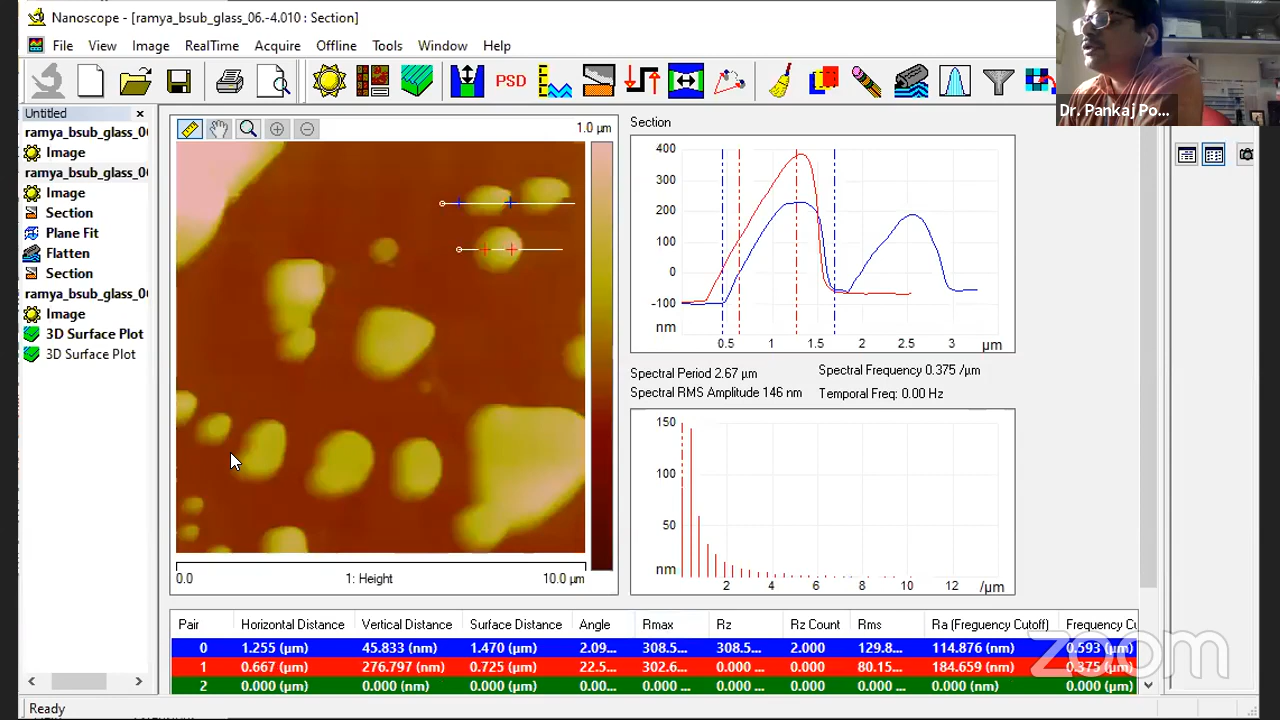 Nanoscope - [ramya_bsub_glass_06.-4.010 : Section]
File View Image RealTime Acquire Offline Tools Window Help
PSD
Dr. Pankaj Po...
Untitled
ramya_bsub_glass_0
Image
ramya_bsub_glass_0
Image
Section
Plane Fit
Flatten
Section
ramya_bsub_glass_0
Image
3D Surface Plot
3D Surface Plot
1.0 µm
0.0 1: Height 10.0 µm
Section
400
300
200
100
0
-100
nm
0.5 1 1.5 2 2.5 3 µm
Spectral Period 2.67 µm Spectral Frequency 0.375 /µm
Spectral RMS Amplitude 146 nm Temporal Freq: 0.00 Hz
150
100
50
nm
2 4 6 8 10 12 /µm
Pair Horizontal Distance Vertical Distance Surface Distance Angle Rmax Rz Rz Count Rms Ra (Frequency Cutoff) Frequency Cu
0 1.255 (µm) 45.833 (nm) 1.470 (µm) 2.09... 308.5... 308.5... 2.000 129.8... 114.876 (nm) 0.593 (µm)
1 0.667 (µm) 276.797 (nm) 0.725 (µm) 22.5... 302.6... 0.000 ... 0.000 80.15... 184.659 (nm) 0.375 (µm)
2 0.000 (µm) 0.000 (nm) 0.000 (µm) 0.00... 0.000 ... 0.000 ... 0.000 0.000 ... 0.000 (nm) 0.000 (µm)
zoom
Ready